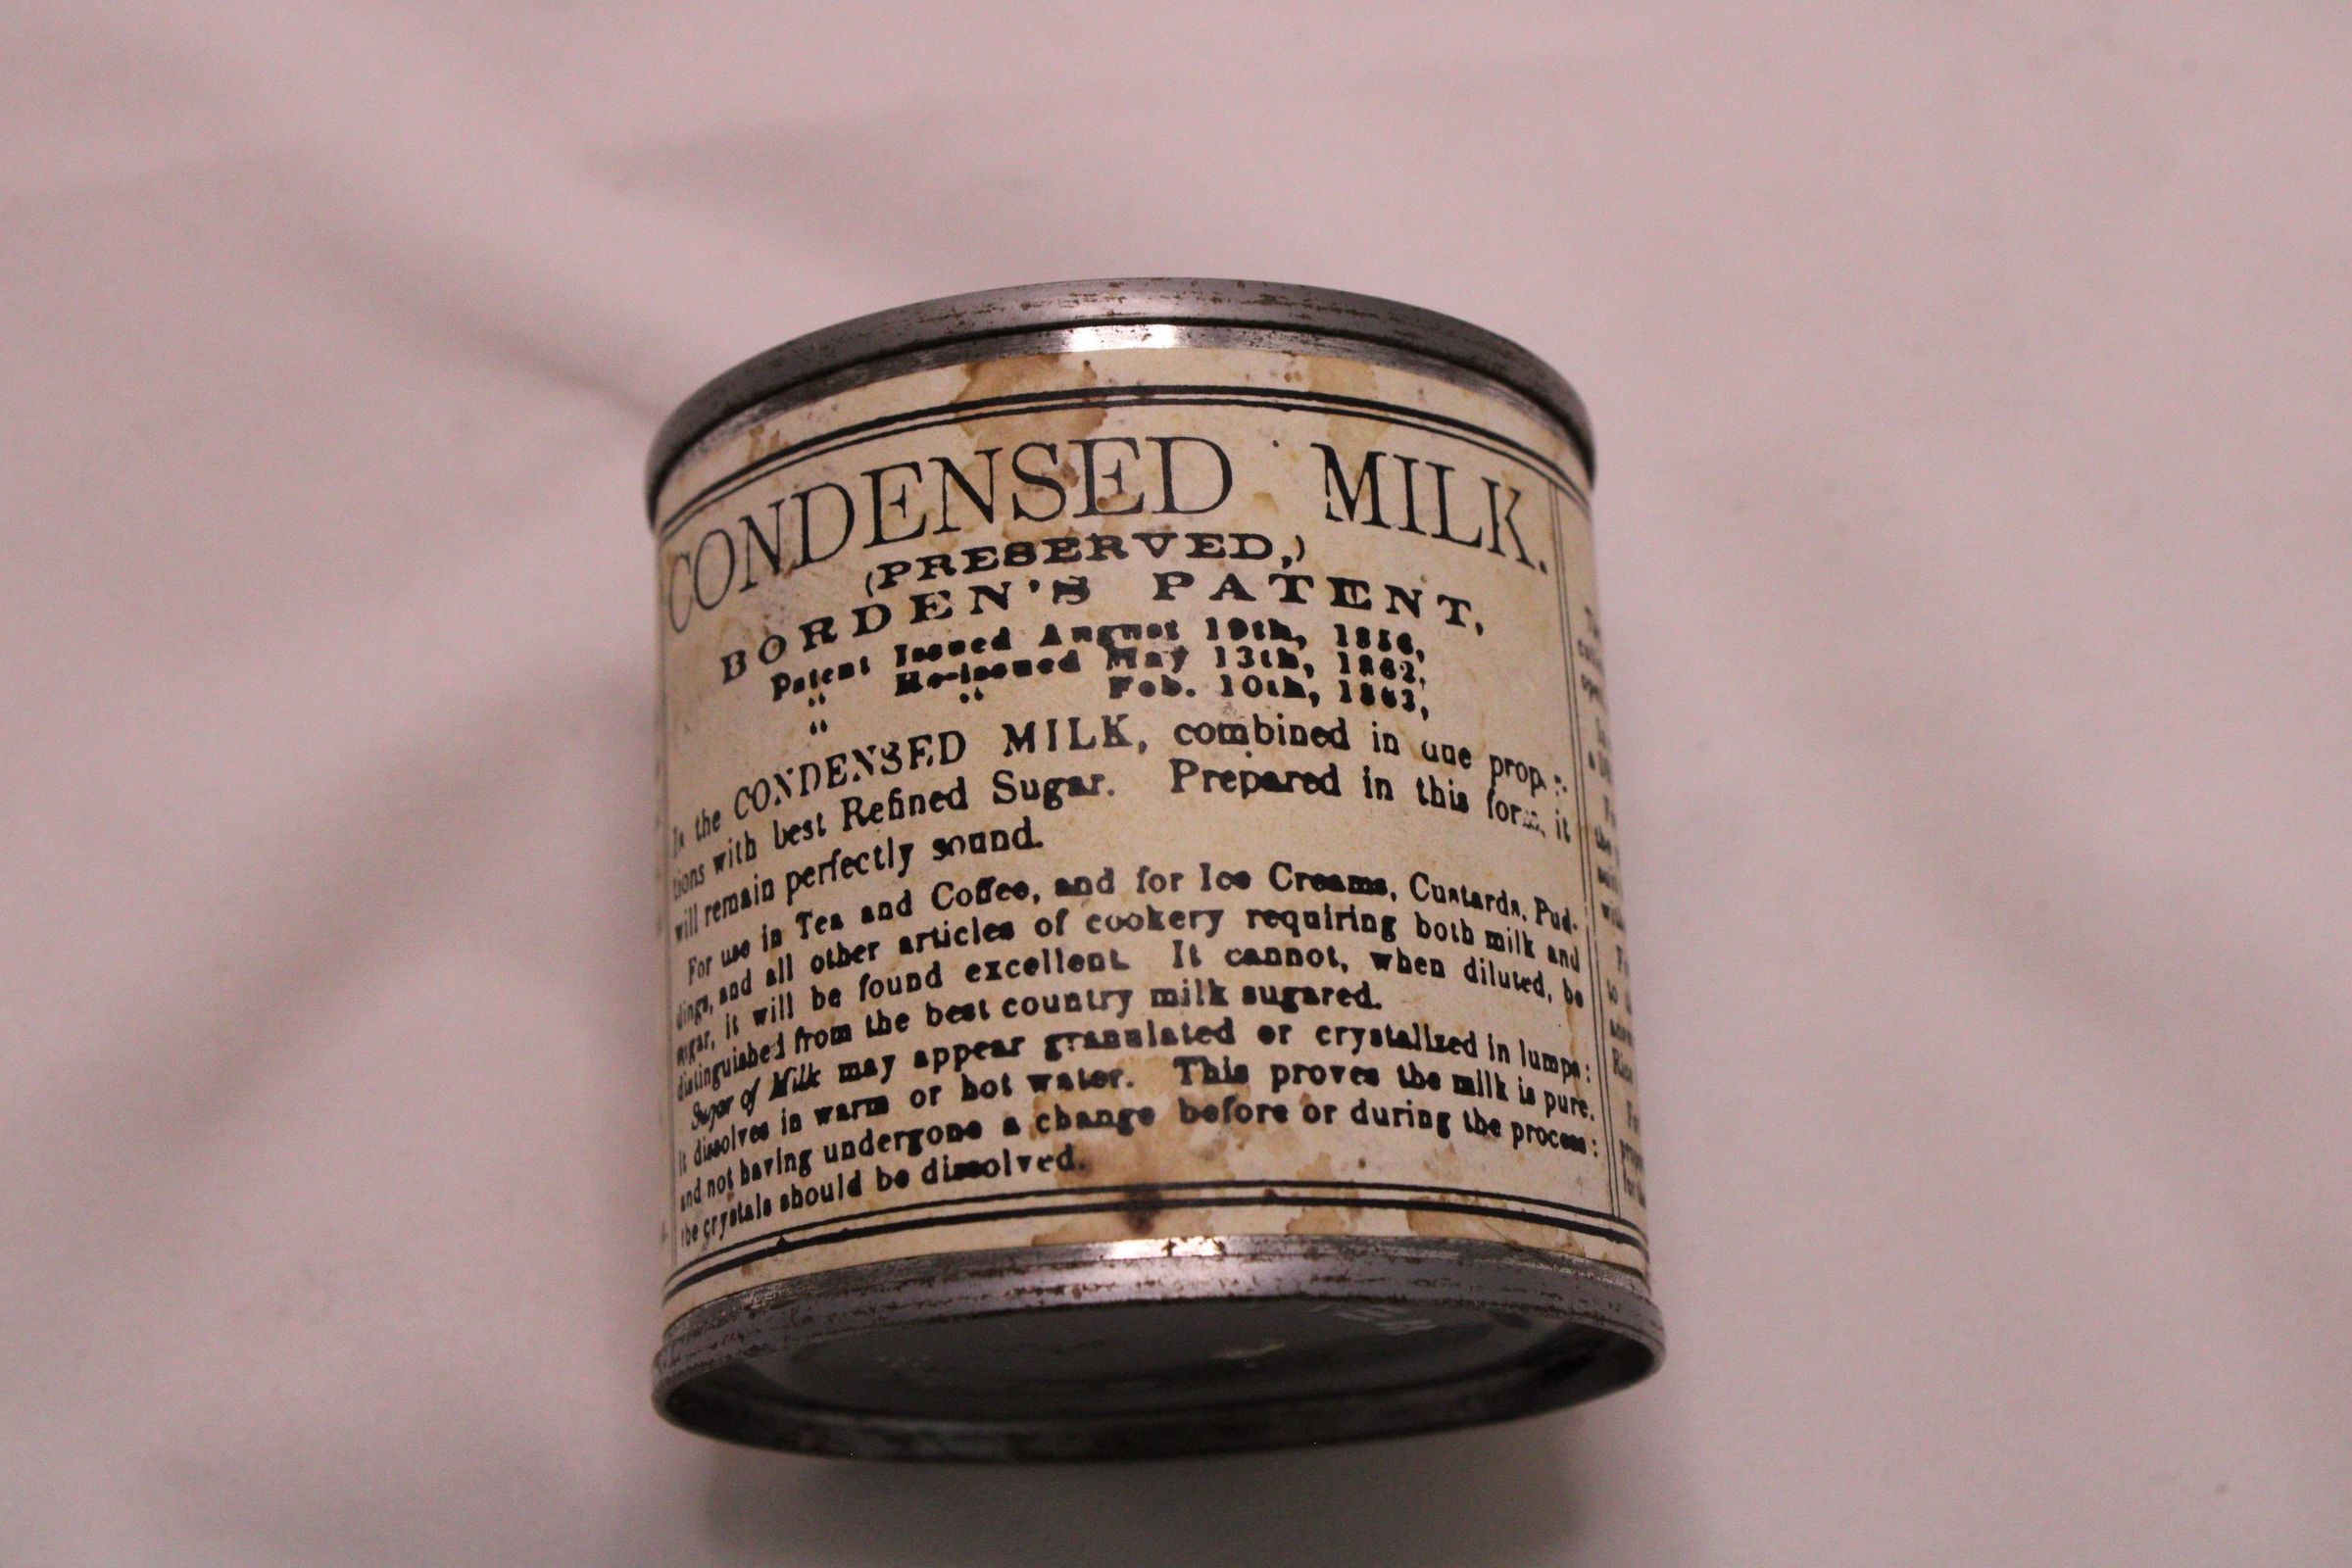 CONDENSED MILK.
(PRESERVED,)
BORDEN'S PATENT,
Patent Issued August 19th, 1856,
" Re-issued May 13th, 1862,
" " Feb. 10th, 1863,
Is the CONDENSED MILK, combined in due propor-
tions with best Refined Sugar. Prepared in this form, it
will remain perfectly sound.
For use in Tea and Coffee, and for Ice Creams, Custards, Pud-
dings, and all other articles of cookery requiring both milk and
sugar, it will be found excellent. It cannot, when diluted, be
distinguished from the best country milk sugared.
Sugar of Milk may appear granulated or crystalized in lumps:
it dissolves in warm or hot water. This proves the milk is pure,
and not having undergone a change before or during the process:
the crystals should be dissolved.